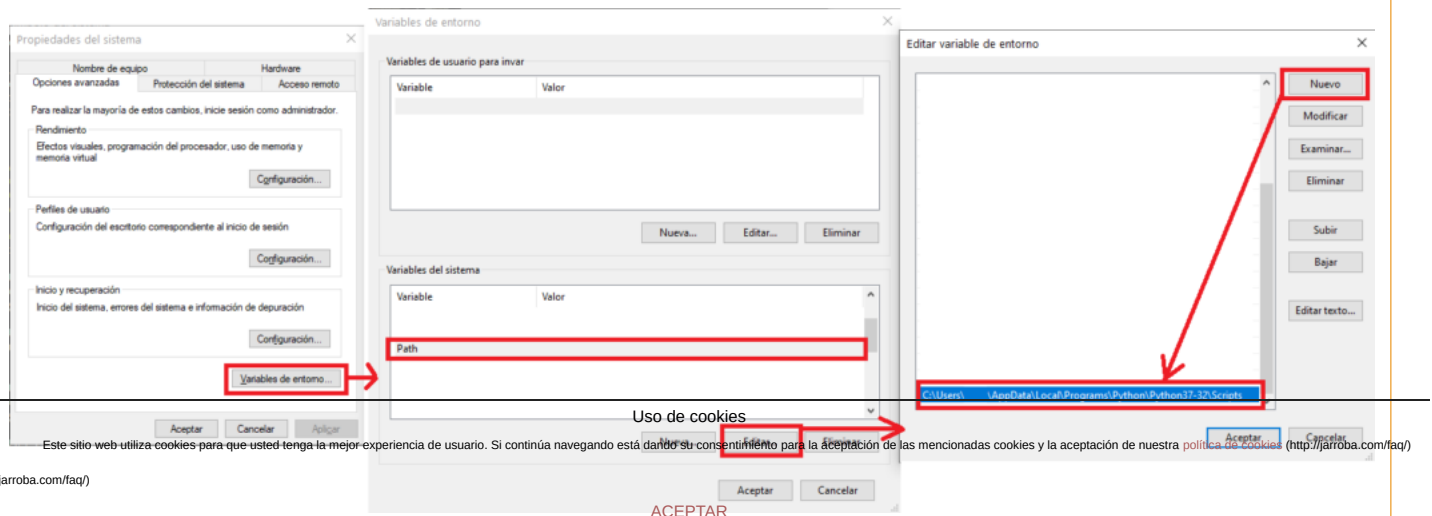 Propiedades del sistema
Nombre de equipo
Hardware
Opciones avanzadas
Protección del sistema
Acceso remoto
Para realizar la mayoría de estos cambios, inicie sesión como administrador.
Rendimiento
Efectos visuales, programación del procesador, uso de memoria y
memoria virtual
Configuración...
Perfiles de usuario
Configuración del escritorio correspondiente al inicio de sesión
Configuración...
Inicio y recuperación
Inicio del sistema, errores del sistema e información de depuración
Configuración...
Variables de entorno...
Aceptar
Cancelar
Aplicar
Variables de entorno
Variables de usuario para invar
Variable
Valor
Nueva...
Editar...
Eliminar
Variables del sistema
Variable
Valor
Path
Editar...
Eliminar
Aceptar
Cancelar
Editar variable de entorno
Nuevo
Modificar
Examinar...
Eliminar
Subir
Bajar
Editar texto...
C:\Users\ \AppData\Local\Programs\Python\Python37-32\Scripts
Aceptar
Cancelar
Uso de cookies
Este sitio web utiliza cookies para que usted tenga la mejor experiencia de usuario. Si continúa navegando está dando su consentimiento para la aceptación de las mencionadas cookies y la aceptación de nuestra política de cookies (http://jarroba.com/faq/)
jarroba.com/faq/)
ACEPTAR